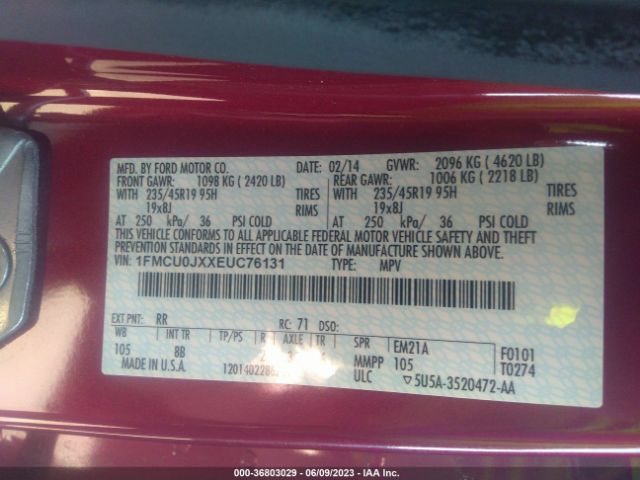 MFD. BY FORD MOTOR CO. DATE: 02/14 GVWR: 2096 KG ( 4620 LB)
FRONT GAWR: 1098 KG ( 2420 LB) REAR GAWR: 1006 KG ( 2218 LB)
WITH 235/45R19 95H TIRES WITH 235/45R19 95H TIRES
19x8J RIMS 19x8J RIMS
AT 250 kPa/ 36 PSI COLD AT 250 kPa/ 36 PSI COLD
THIS VEHICLE CONFORMS TO ALL APPLICABLE FEDERAL MOTOR VEHICLE SAFETY AND THEFT
PREVENTION STANDARDS IN EFFECT ON THE DATE OF MANUFACTURE SHOWN ABOVE.
VIN: 1FMCU0JXXEUC76131 TYPE: MPV
EXT PNT: RR RC: 71 DSO:
WB INT TR TP/PS R AXLE TR SPR EM21A F0101
105 8B MMPP 105 T0274
MADE IN U.S.A. ULC 5U5A-3520472-AA
000-36803029 - 06/09/2023 - IAA Inc.